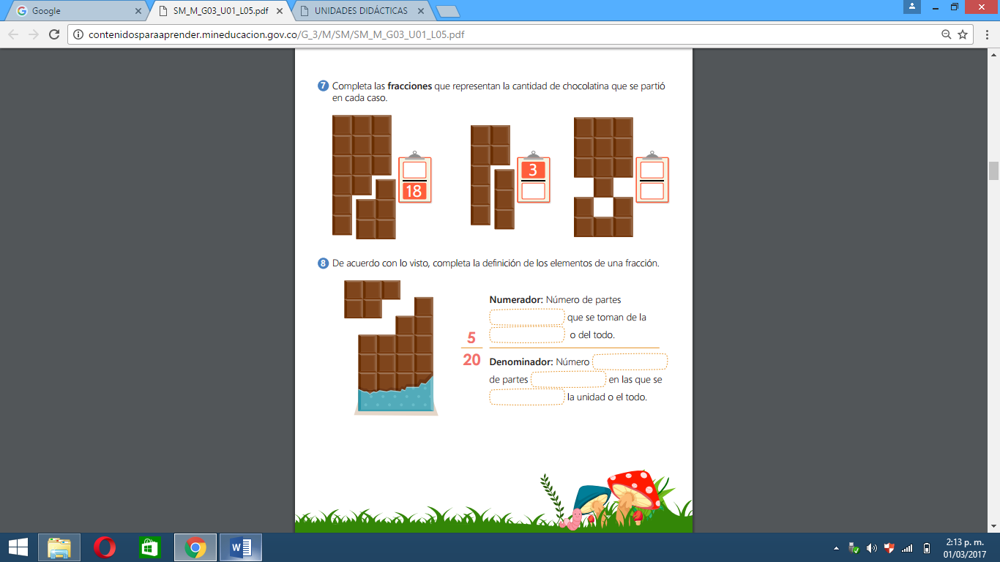 Google
SM_M_G03_U01_L05.pdf
UNIDADES DIDÁCTICAS
contenidosparaaprender.mineducacion.gov.co/G_3/M/SM/SM_M_G03_U01_L05.pdf
7 Completa las fracciones que representan la cantidad de chocolatina que se partió
en cada caso.
18
3
8 De acuerdo con lo visto, completa la definición de los elementos de una fracción.
5
20
Numerador: Número de partes
que se toman de la
o del todo.
Denominador: Número
de partes en las que se
la unidad o el todo.
2:13 p. m.
01/03/2017